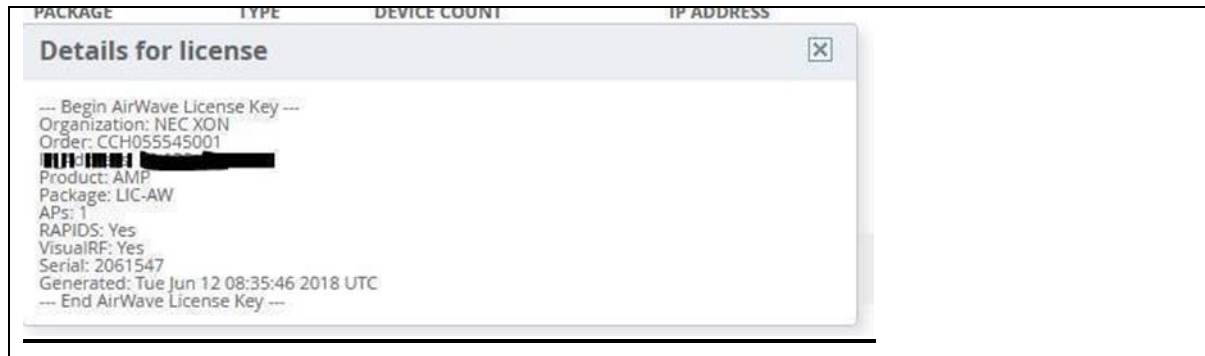 PACKAGE TYPE DEVICE COUNT IP ADDRESS
Details for license
--- Begin AirWave License Key ---
Organization: NEC XON
Order: CCH055545001
Product: AMP
Package: LIC-AW
APs: 1
RAPIDS: Yes
VisualRF: Yes
Serial: 2061547
Generated: Tue Jun 12 08:35:46 2018 UTC
--- End AirWave License Key ---